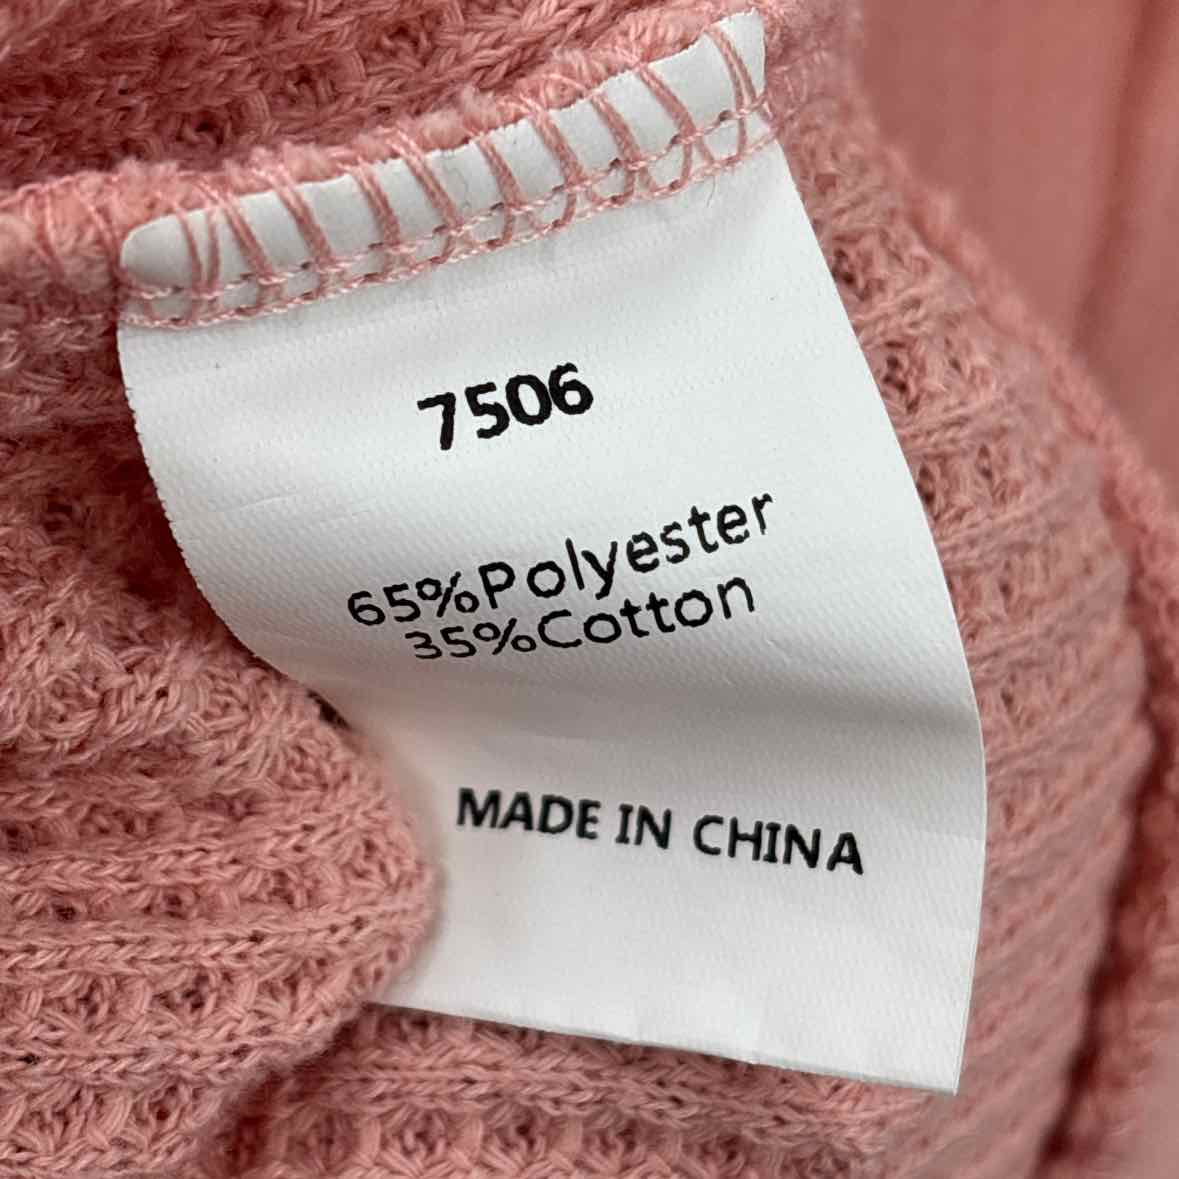 7506
65%Polyester
35%Cotton
MADE IN CHINA